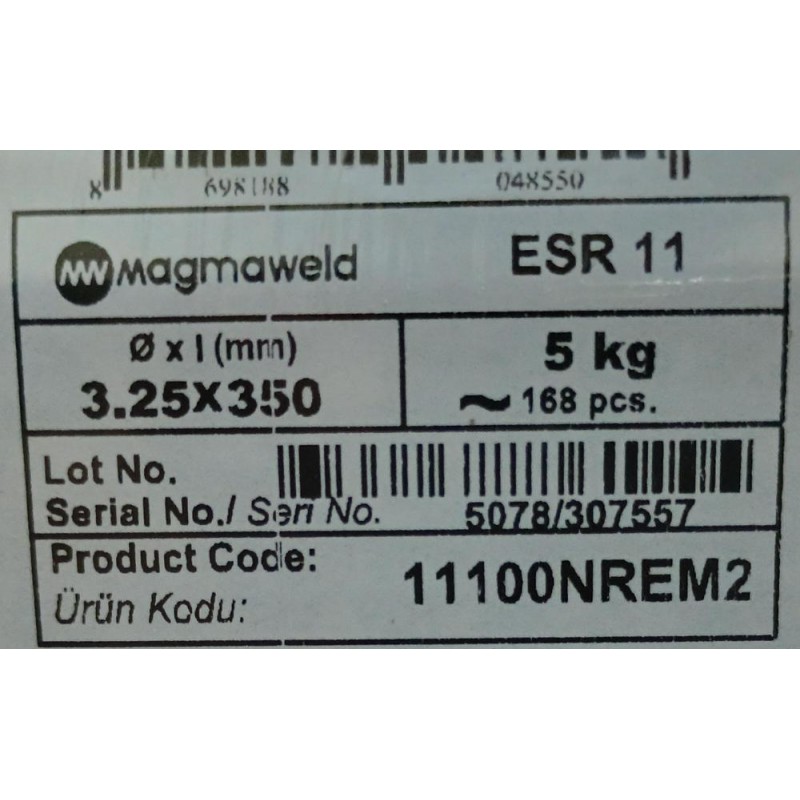 8 698188 048550
Magmaweld ESR 11
Ø x l (mm) 5 kg
3.25X350 ~ 168 pcs.
Lot No.
Serial No./ Seri No. 5078/307557
Product Code: 11100NREM2
Ürün Kodu: